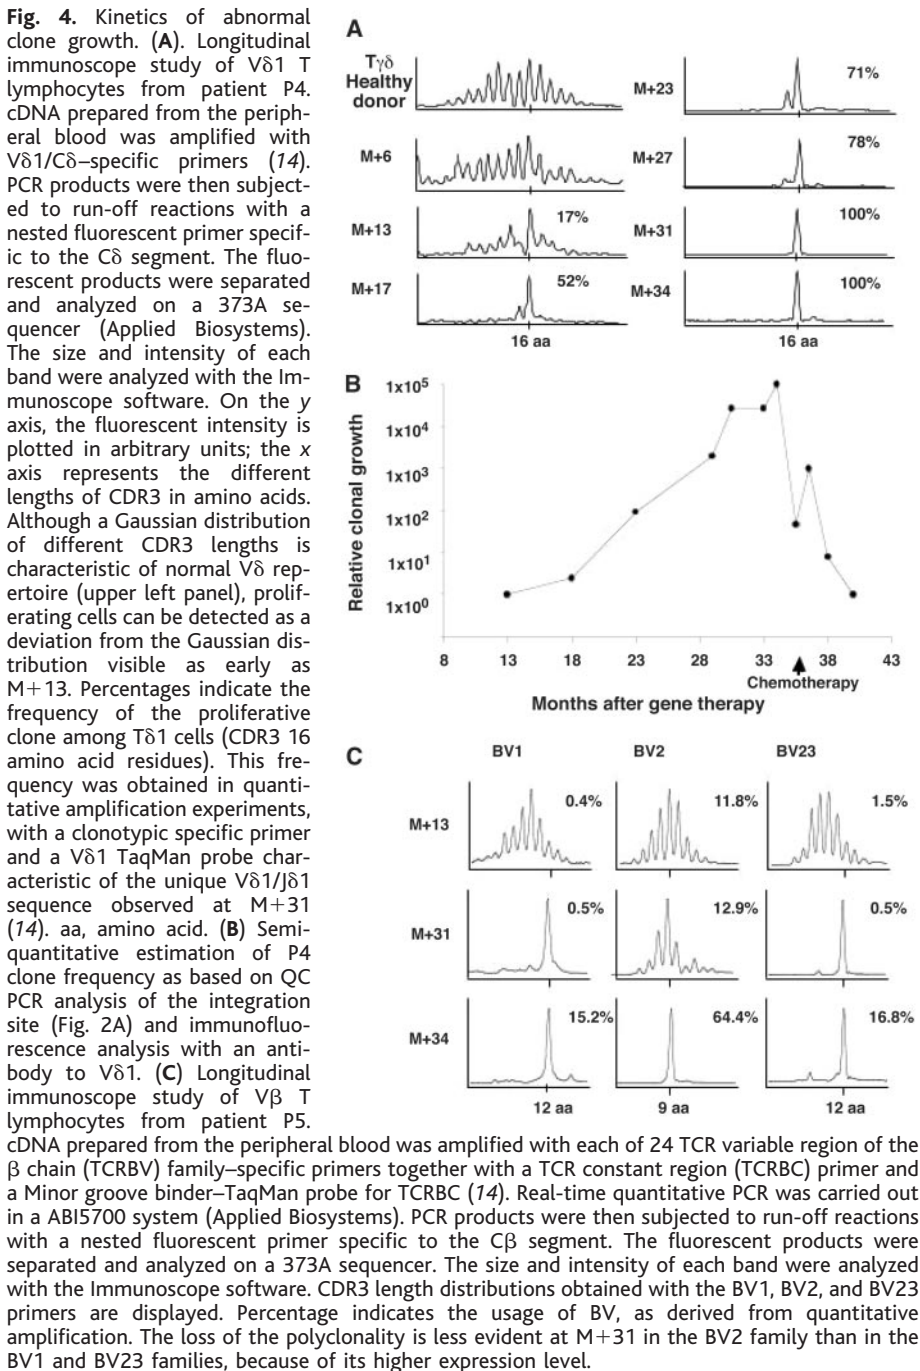 Fig. 4. Kinetics of abnormal
clone growth. (A). Longitudinal
immunoscope study of Vδ1 T
lymphocytes from patient P4.
cDNA prepared from the periph-
eral blood was amplified with
Vδ1/Cδ–specific primers (14).
PCR products were then subject-
ed to run-off reactions with a
nested fluorescent primer specif-
ic to the Cδ segment. The fluo-
rescent products were separated
and analyzed on a 373A se-
quencer (Applied Biosystems).
The size and intensity of each
band were analyzed with the Im-
munoscope software. On the y
axis, the fluorescent intensity is
plotted in arbitrary units; the x
axis represents the different
lengths of CDR3 in amino acids.
Although a Gaussian distribution
of different CDR3 lengths is
characteristic of normal Vδ rep-
ertoire (upper left panel), prolif-
erating cells can be detected as a
deviation from the Gaussian dis-
tribution visible as early as
M+13. Percentages indicate the
frequency of the proliferative
clone among Tδ1 cells (CDR3 16
amino acid residues). This fre-
quency was obtained in quanti-
tative amplification experiments,
with a clonotypic specific primer
and a Vδ1 TaqMan probe char-
acteristic of the unique Vδ1/Jδ1
sequence observed at M+31
(14). aa, amino acid. (B) Semi-
quantitative estimation of P4
clone frequency as based on QC
PCR analysis of the integration
site (Fig. 2A) and immunofluo-
rescence analysis with an anti-
body to Vδ1. (C) Longitudinal
immunoscope study of Vβ T
lymphocytes from patient P5.
cDNA prepared from the peripheral blood was amplified with each of 24 TCR variable region of the
β chain (TCRBV) family–specific primers together with a TCR constant region (TCRBC) primer and
a Minor groove binder–TaqMan probe for TCRBC (14). Real-time quantitative PCR was carried out
in a ABI5700 system (Applied Biosystems). PCR products were then subjected to run-off reactions
with a nested fluorescent primer specific to the Cβ segment. The fluorescent products were
separated and analyzed on a 373A sequencer. The size and intensity of each band were analyzed
with the Immunoscope software. CDR3 length distributions obtained with the BV1, BV2, and BV23
primers are displayed. Percentage indicates the usage of BV, as derived from quantitative
amplification. The loss of the polyclonality is less evident at M+31 in the BV2 family than in the
BV1 and BV23 families, because of its higher expression level.
A
Tγδ
Healthy
donor
M+6
M+13
17%
M+17
52%
16 aa
M+23
71%
M+27
78%
M+31
100%
M+34
100%
16 aa
B
Relative clonal growth
1x10⁵
1x10⁴
1x10³
1x10²
1x10¹
1x10⁰
8 13 18 23 28 33 38 43
Chemotherapy
Months after gene therapy
C
BV1 BV2 BV23
M+13 0.4% 11.8% 1.5%
M+31 0.5% 12.9% 0.5%
M+34 15.2% 64.4% 16.8%
12 aa 9 aa 12 aa